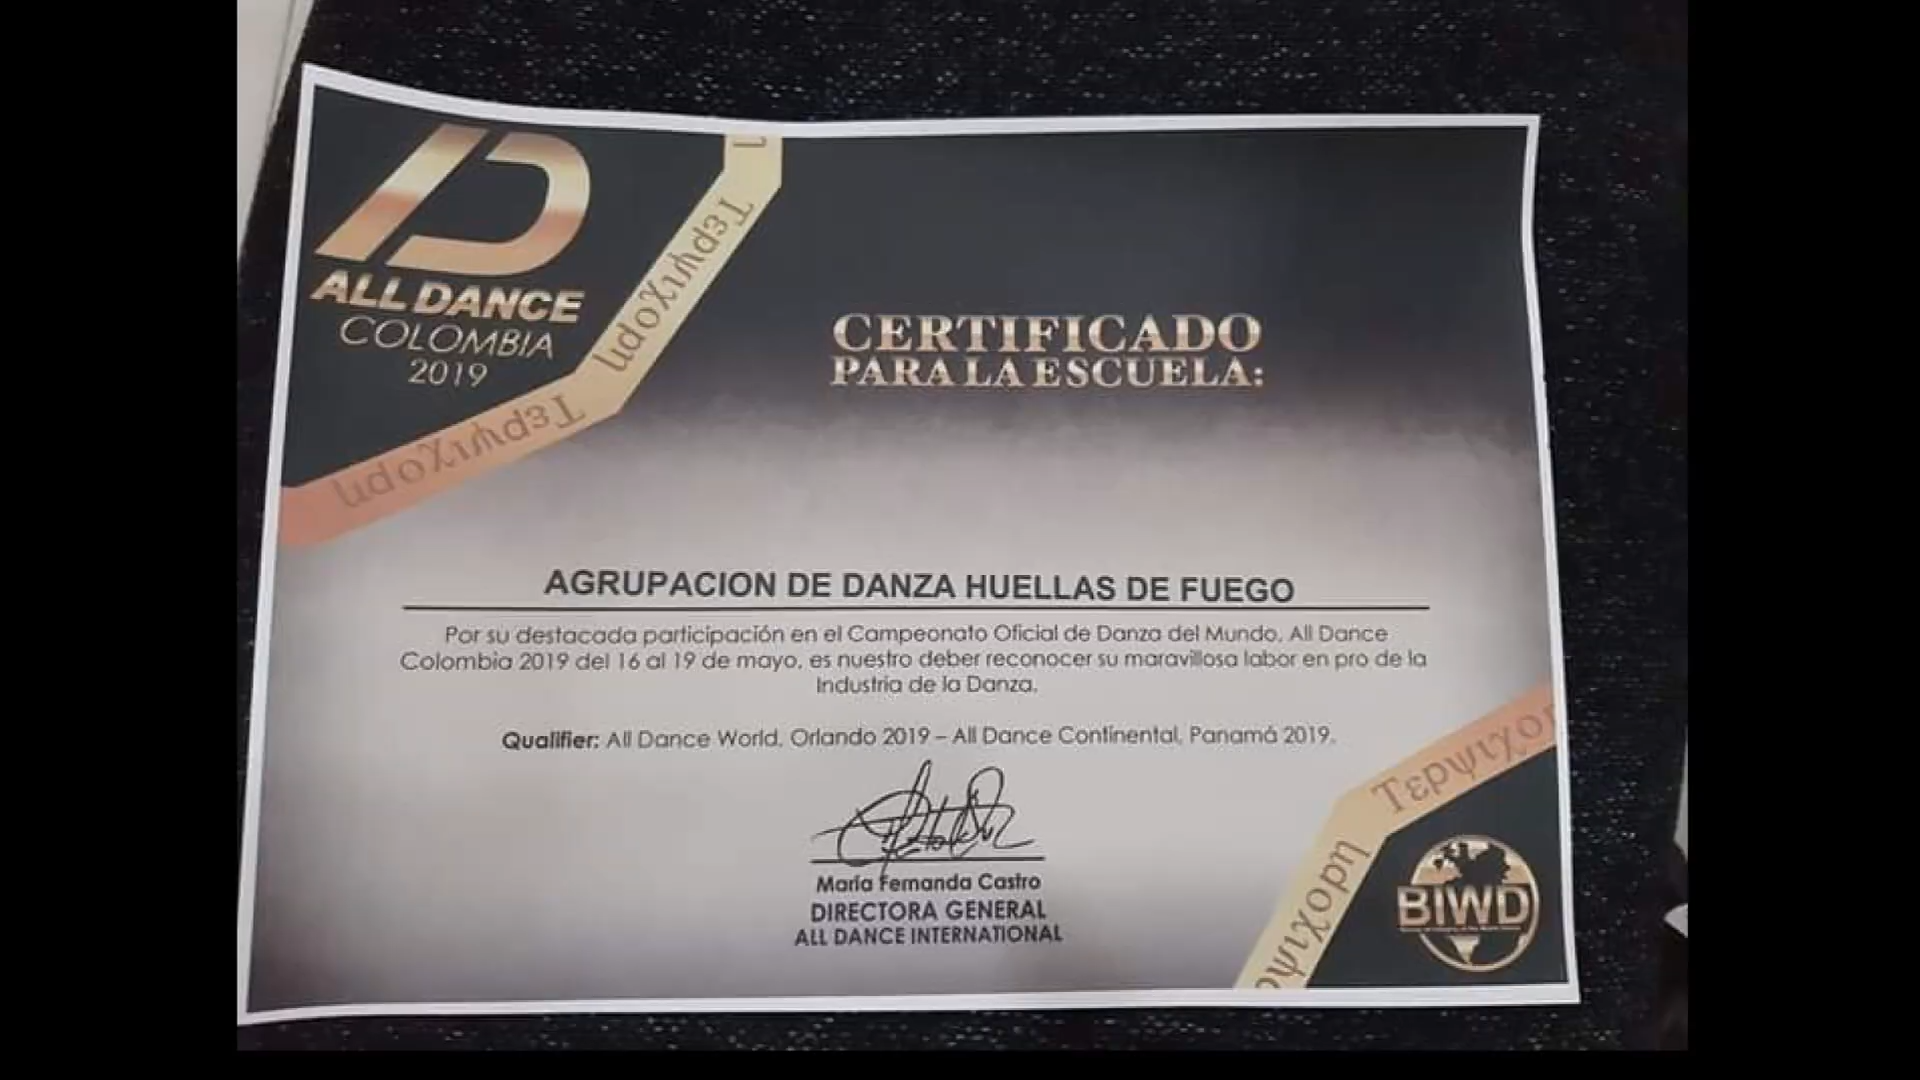 ALL DANCE
COLOMBIA
2019
CERTIFICADO
PARA LA ESCUELA:
AGRUPACION DE DANZA HUELLAS DE FUEGO
Por su destacada participación en el Campeonato Oficial de Danza del Mundo, All Dance
Colombia 2019 del 16 al 19 de mayo, es nuestro deber reconocer su maravillosa labor en pro de la
Industria de la Danza.
Qualifier: All Dance World, Orlando 2019 – All Dance Continental, Panamá 2019.
María Fernanda Castro
DIRECTORA GENERAL
ALL DANCE INTERNATIONAL
Τερψιχορ
ρψιχορη
BIWD